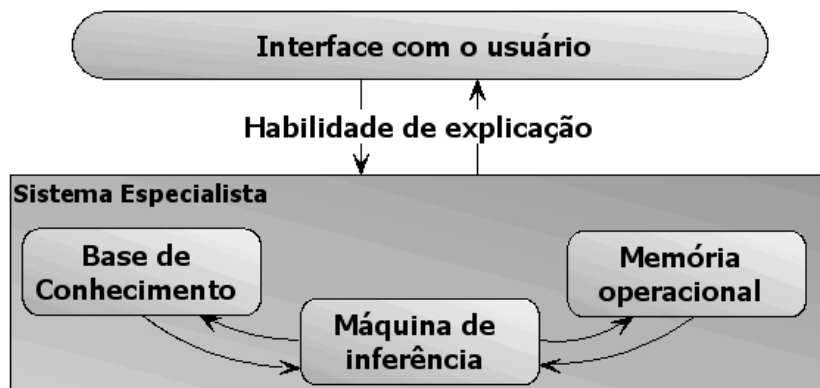 Interface com o usuário
Habilidade de explicação
Sistema Especialista
Base de
Conhecimento
Memória
operacional
Máquina de
inferência